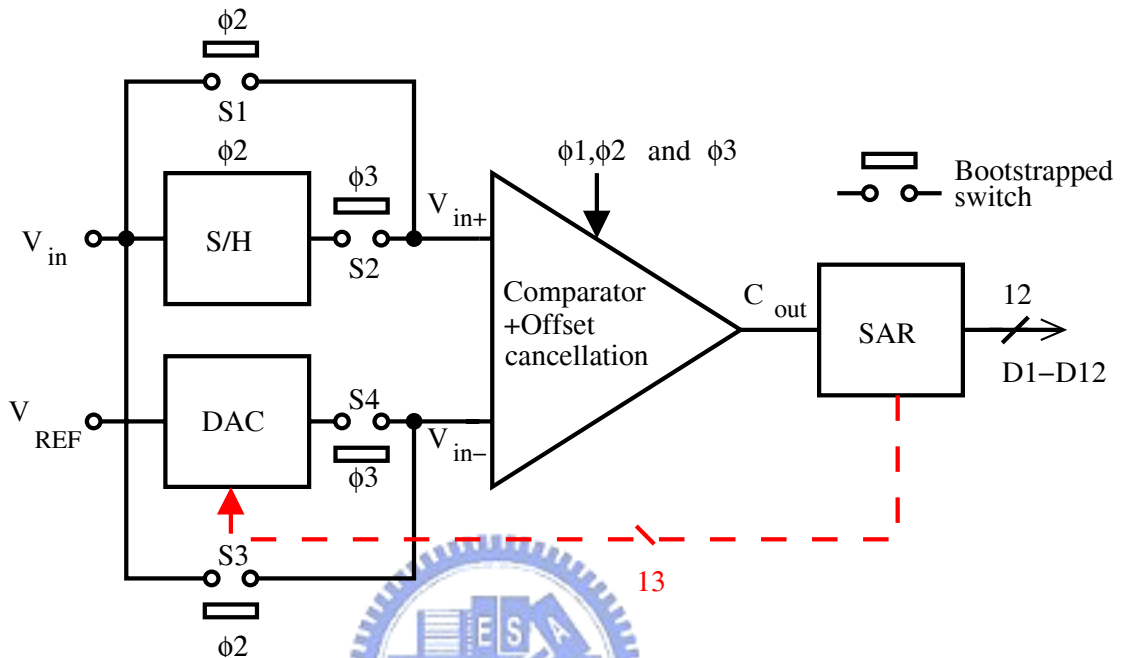 ϕ2
S1
ϕ2
S/H
ϕ3
S2
V in
V in+
ϕ1,ϕ2 and ϕ3
Bootstrapped
switch
Comparator
+Offset
cancellation
C out
SAR
12
D1−D12
V REF
DAC
S4
ϕ3
V in−
S3
ϕ2
13
E S A